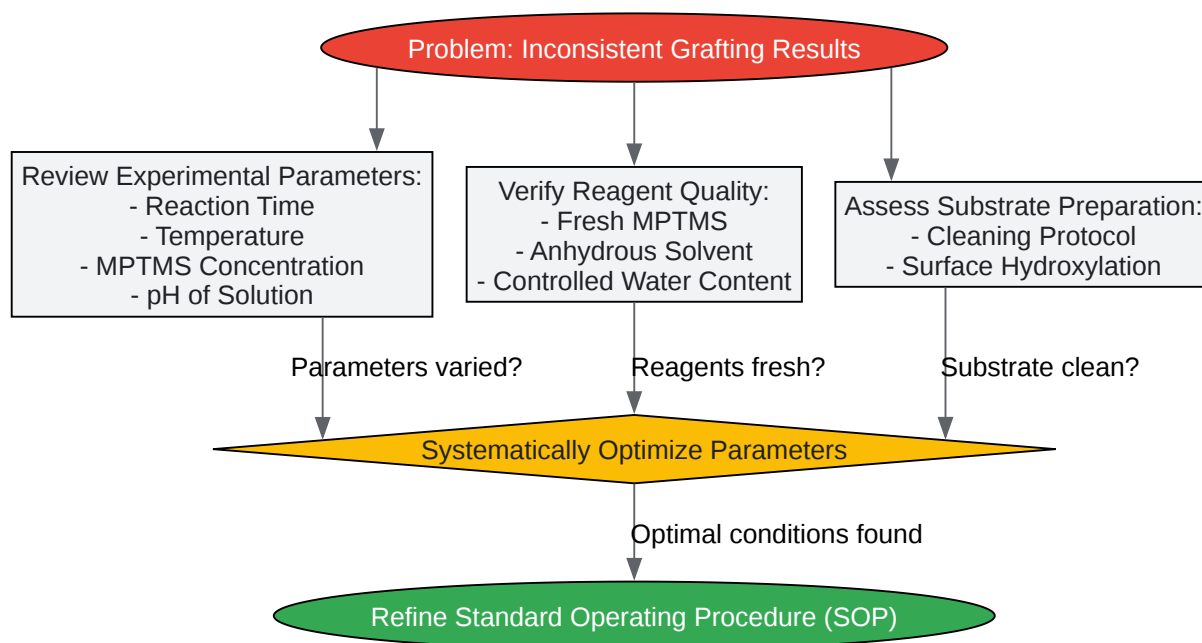 Problem: Inconsistent Grafting Results
Review Experimental Parameters:
- Reaction Time
- Temperature
- MPTMS Concentration
- pH of Solution
Verify Reagent Quality:
- Fresh MPTMS
- Anhydrous Solvent
- Controlled Water Content
Assess Substrate Preparation:
- Cleaning Protocol
- Surface Hydroxylation
Parameters varied?
Reagents fresh?
Substrate clean?
Systematically Optimize Parameters
Optimal conditions found
Refine Standard Operating Procedure (SOP)